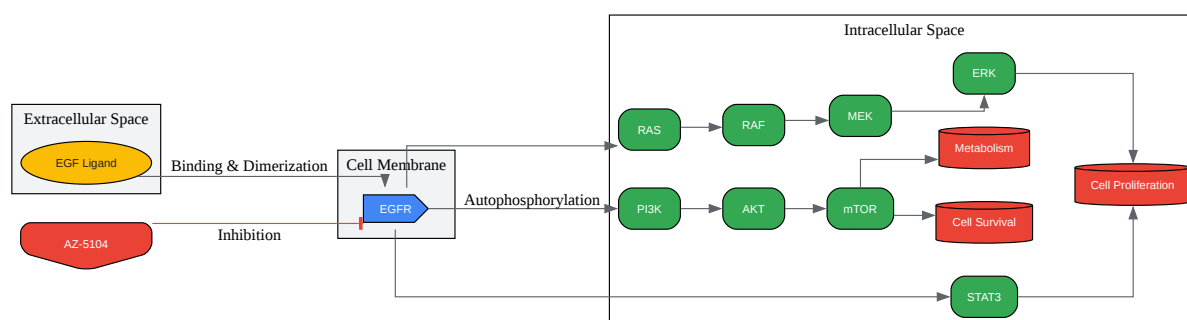 Intracellular Space
ERK
Extracellular Space
RAS
RAF
MEK
EGF Ligand
Binding & Dimerization
Cell Membrane
Metabolism
Cell Proliferation
EGFR
Autophosphorylation
PI3K
AKT
mTOR
Cell Survival
AZ-5104
Inhibition
STAT3